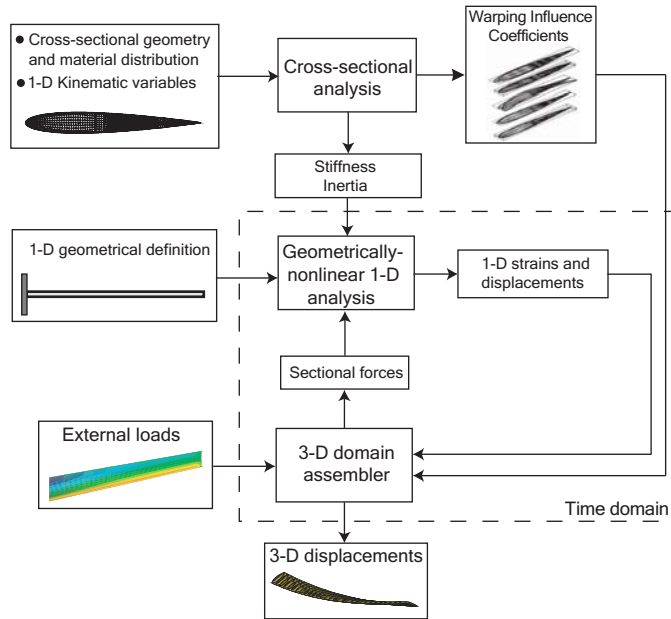 ● Cross-sectional geometry
and material distribution
● 1-D Kinematic variables
Cross-sectional
analysis
Warping Influence
Coefficients
Stiffness
Inertia
1-D geometrical definition
Geometrically-
nonlinear 1-D
analysis
1-D strains and
displacements
Sectional forces
External loads
3-D domain
assembler
Time domain
3-D displacements